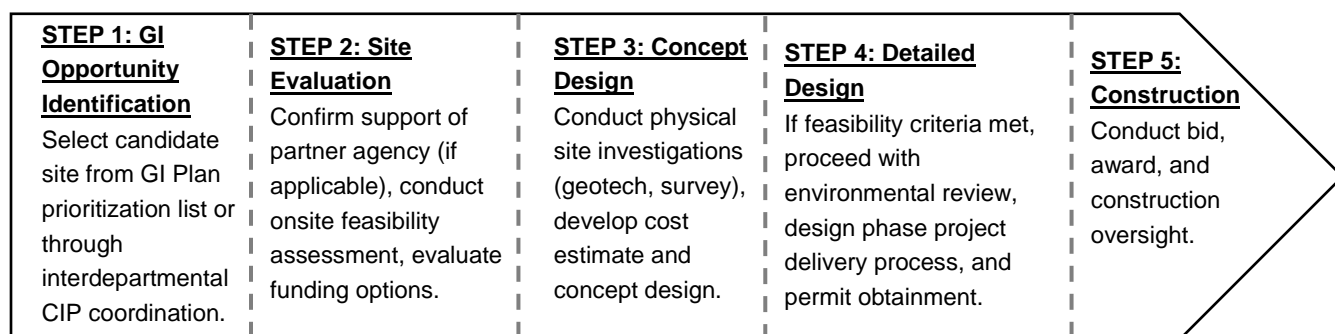 STEP 1: GI
Opportunity
Identification
Select candidate
site from GI Plan
prioritization list or
through
interdepartmental
CIP coordination.
STEP 2: Site
Evaluation
Confirm support of
partner agency (if
applicable), conduct
onsite feasibility
assessment, evaluate
funding options.
STEP 3: Concept
Design
Conduct physical
site investigations
(geotech, survey),
develop cost
estimate and
concept design.
STEP 4: Detailed
Design
If feasibility criteria met,
proceed with
environmental review,
design phase project
delivery process, and
permit obtainment.
STEP 5:
Construction
Conduct bid,
award, and
construction
oversight.